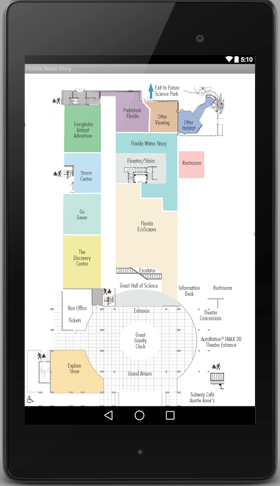 5:10
Florida Water Story
Exit to Future
Science Park
Prehistoric
Florida
Otter
Viewing
Otter
Habitat
Everglades
Airboat
Adventure
Florida Water Story
Elevator/Stairs
Restrooms
Storm
Center
Go
Green
Florida
EcoScapes
The
Discovery
Center
Escalator
Great Hall of Science
Information
Desk
Restrooms
Box Office
Tickets
Entrance
Theater
Concessions
Great
Gravity
Clock
AutoNation® IMAX 3D
Theater Entrance
Explore
Store
Grand Atrium
Subway Café
Auntie Anne's